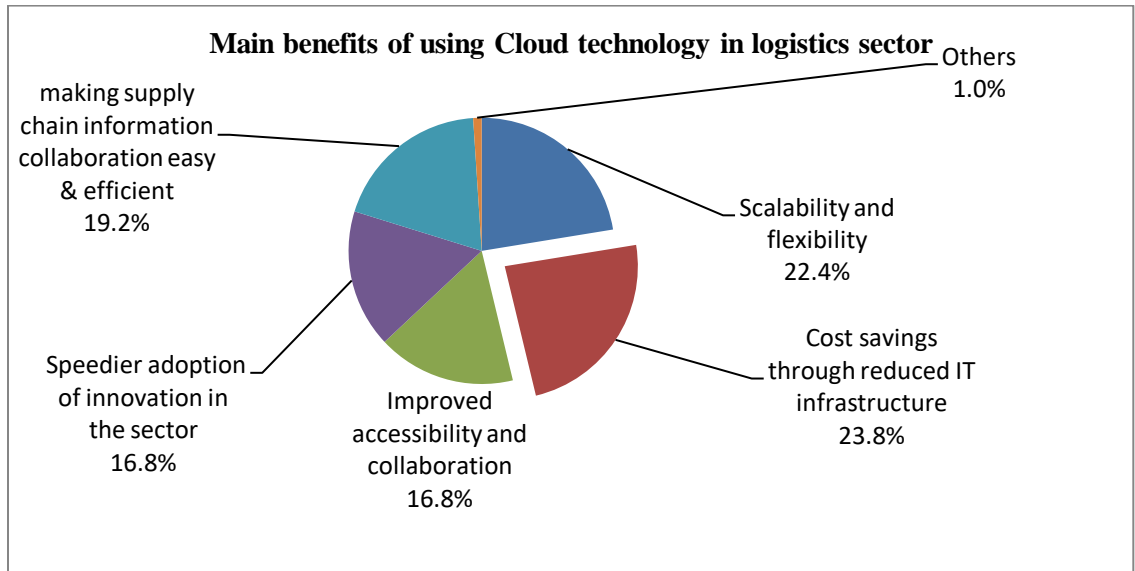 Main benefits of using Cloud technology in logistics sector
Others
1.0%
making supply
chain information
collaboration easy
& efficient
19.2%
Scalability and
flexibility
22.4%
Cost savings
through reduced IT
infrastructure
23.8%
Speedier adoption
of innovation in
the sector
16.8%
Improved
accessibility and
collaboration
16.8%